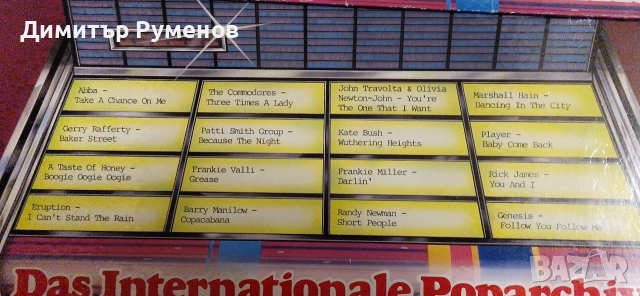 Димитър Руменов
Abba -
Take A Chance On Me
The Commodores -
Three Times A Lady
John Travolta & Olivia
Newton-John - You're
The One That I Want
Marshall Hain -
Dancing In The City
Gerry Rafferty -
Baker Street
Patti Smith Group -
Because The Night
Kate Bush -
Wuthering Heights
Player -
Baby Come Back
A Taste Of Honey -
Boogie Oogie Oogie
Frankie Valli -
Grease
Frankie Miller -
Darlin'
Rick James -
You And I
Eruption -
I Can't Stand The Rain
Barry Manilow -
Copacabana
Randy Newman -
Short People
Genesis -
Follow You Follow Me
Das Internationale Poparchiv
BAZAR